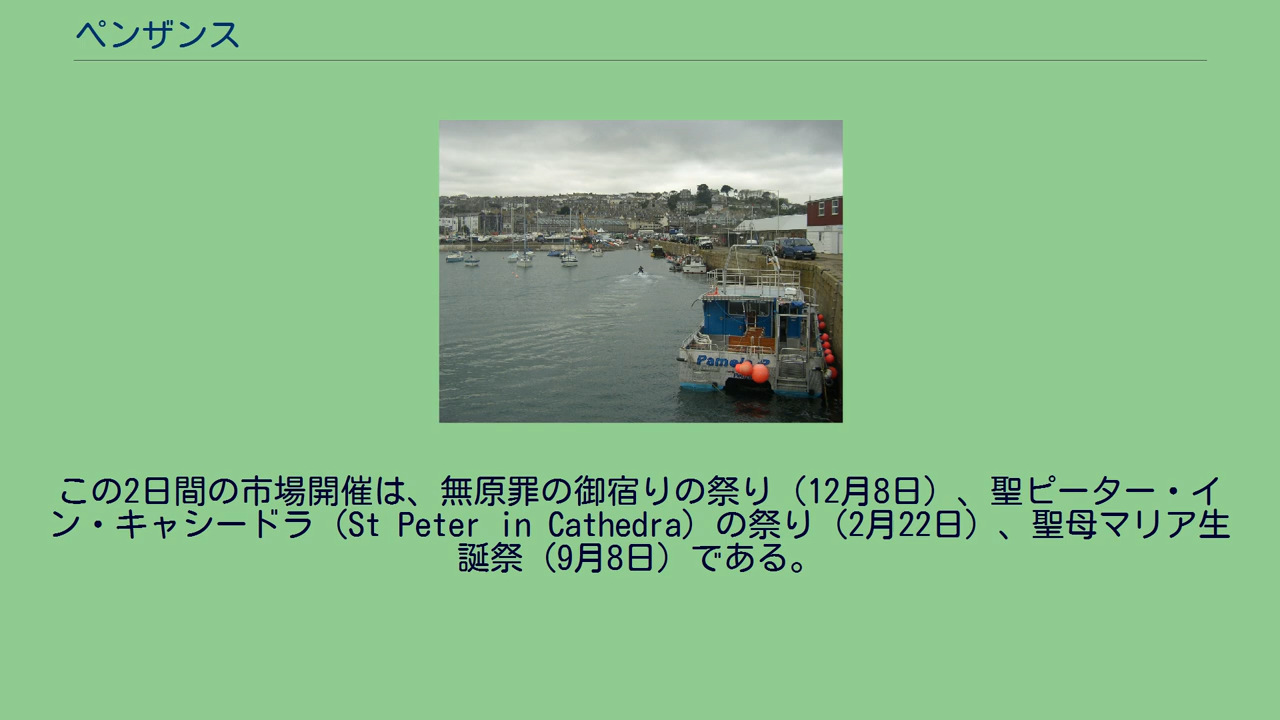 ペンザンス
この2日間の市場開催は、無原罪の御宿りの祭り（12月8日）、聖ピーター・イ
ン・キャシードラ（St Peter in Cathedra）の祭り（2月22日）、聖母マリア生
誕祭（9月8日）である。